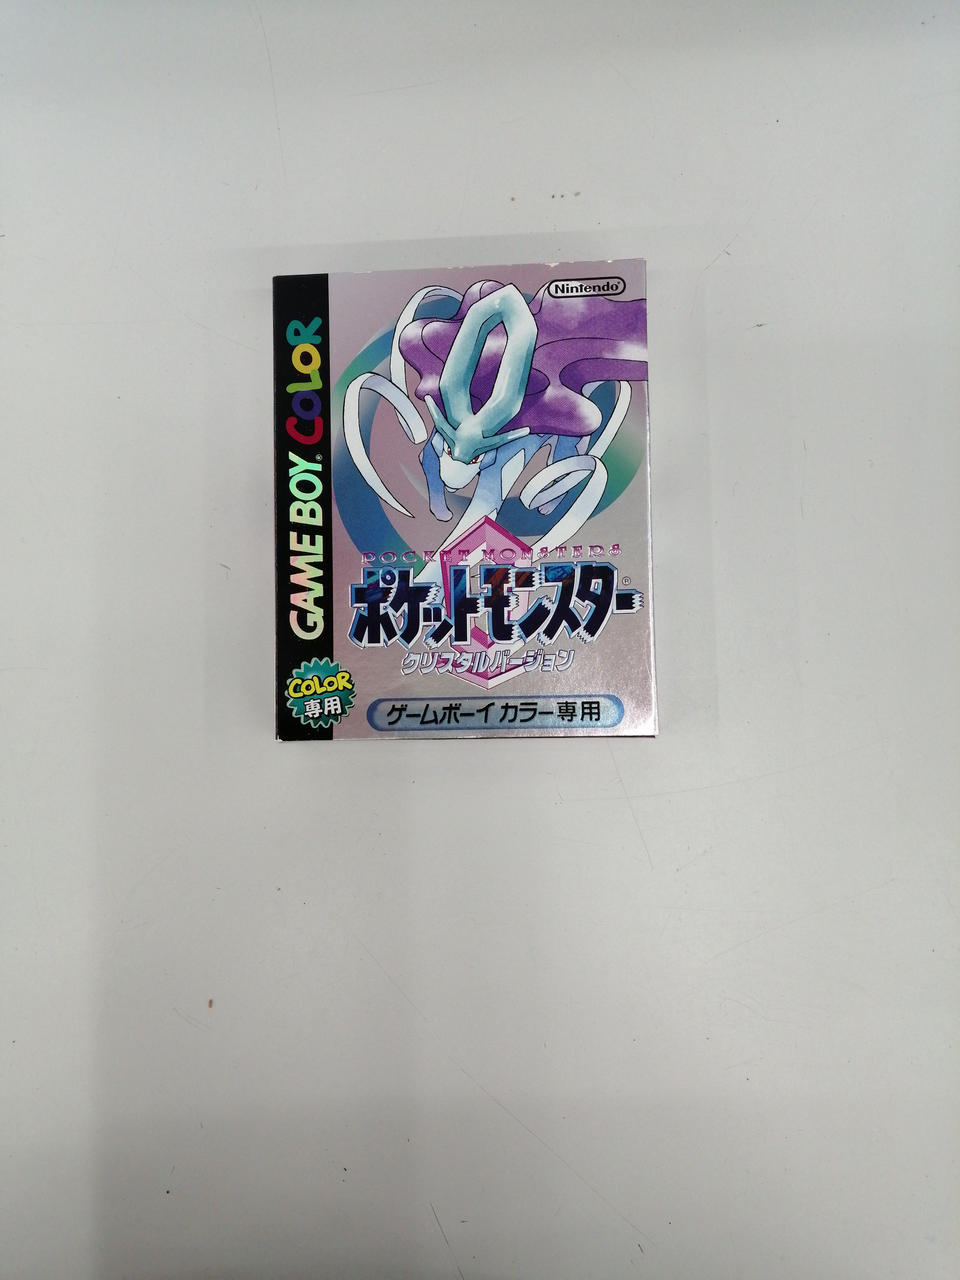 Nintendo®
GAME BOY® COLOR
POCKET MONSTERS
ポケットモンスター®
クリスタルバージョン
COLOR
専用
ゲームボーイ カラー専用